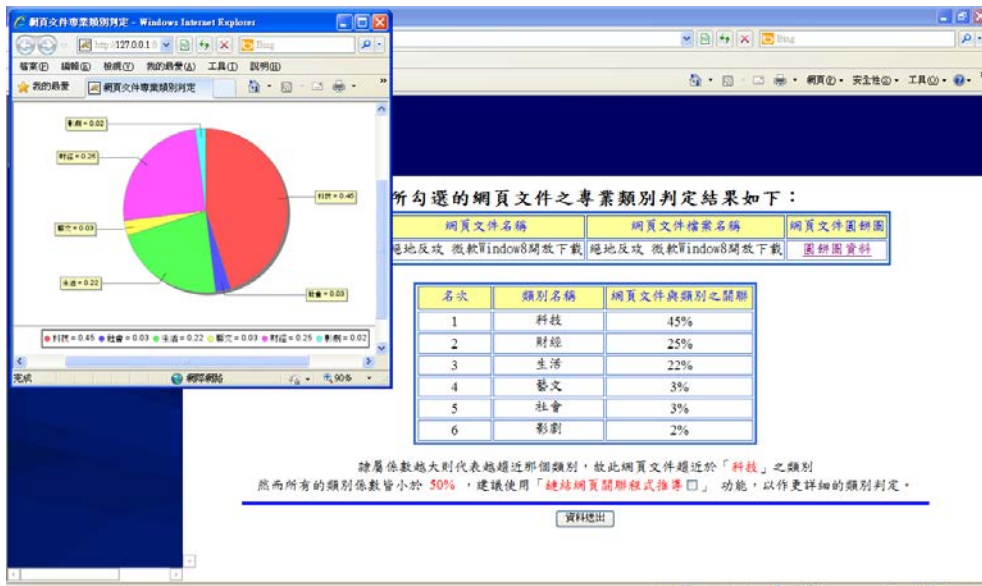 網頁文件專業類別判定 - Windows Internet Explorer
http://127.0.0.1:
Bing
檔案(F) 編輯(E) 檢視(V) 我的最愛(A) 工具(T) 說明(H)
我的最愛 網頁文件專業類別判定
影劇 = 0.02
財經 = 0.25
科技 = 0.45
藝文 = 0.03
生活 = 0.22
社會 = 0.03
科技 = 0.45 社會 = 0.03 生活 = 0.22 藝文 = 0.03 財經 = 0.25 影劇 = 0.02
完成 網際網路 90%
Bing
網頁(P) 安全性(S) 工具(O)
所勾選的網頁文件之專業類別判定結果如下：
網頁文件名稱 網頁文件檔案名稱 網頁文件圓餅圖
絕地反攻 微軟Window8開放下載 絕地反攻 微軟Window8開放下載 圓餅圖資料
名次 類別名稱 網頁文件與類別之關聯
1 科技 45%
2 財經 25%
3 生活 22%
4 藝文 3%
5 社會 3%
6 影劇 2%
隸屬係數越大則代表越趨近那個類別，故此網頁文件趨近於「科技」之類別
然而所有的類別係數皆小於 50% ，建議使用「鏈結網頁關聯程式推導」 功能，以作更詳細的類別判定。
資料送出